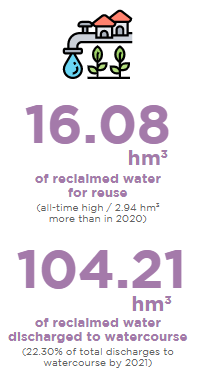 16.08
hm³
of reclaimed water
for reuse
(all-time high / 2.94 hm³
more than in 2020)
104.21
hm³
of reclaimed water
discharged to watercourse
(22.30% of total discharges to
watercourse by 2021)